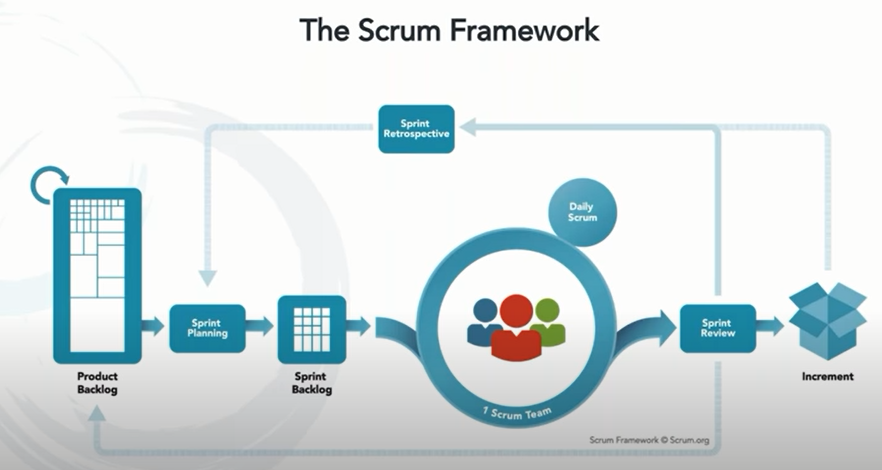 The Scrum Framework
Sprint
Retrospective
Daily
Scrum
Sprint
Planning
Sprint
Review
Product
Backlog
Sprint
Backlog
1 Scrum Team
Increment
Scrum Framework © Scrum.org